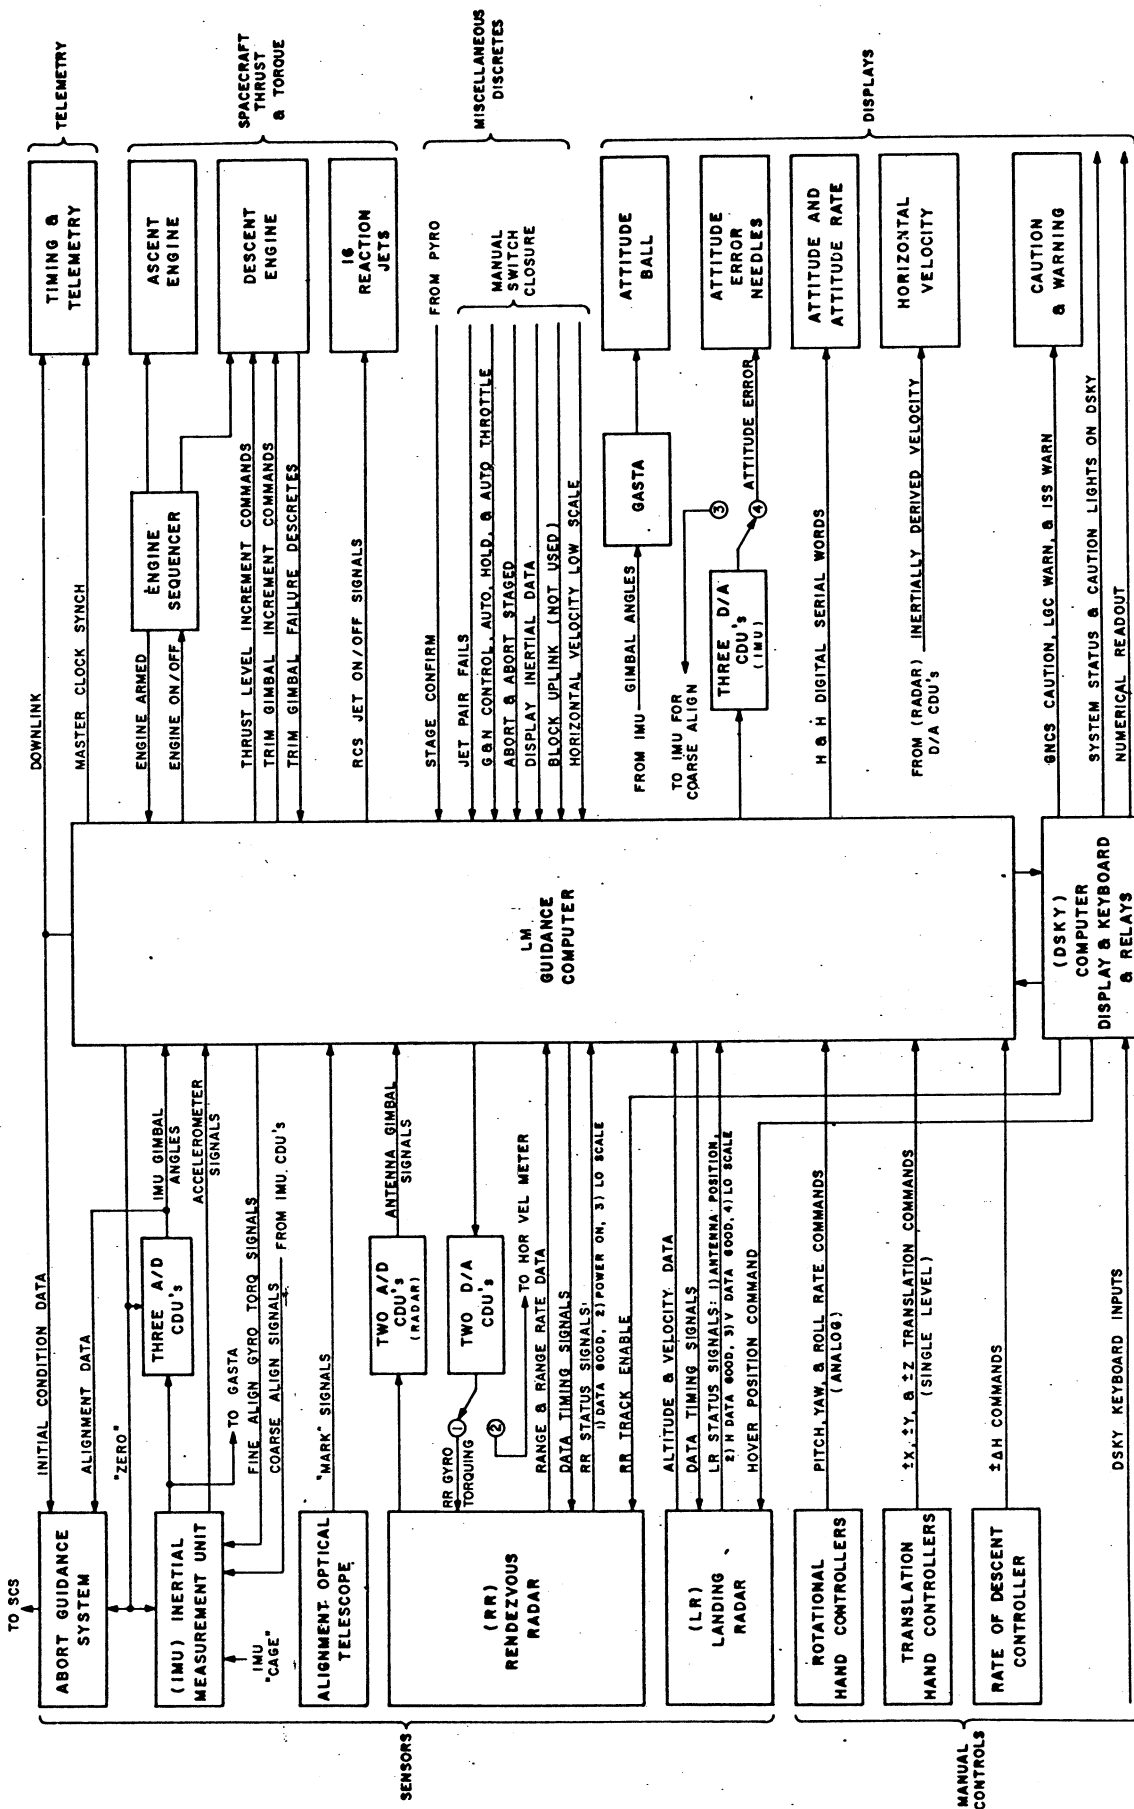 TO SCS
ABORT GUIDANCE
SYSTEM
(IMU) INERTIAL
MEASUREMENT UNIT
IMU
"CAGE"
ALIGNMENT OPTICAL
TELESCOPE
(RR)
RENDEZVOUS
RADAR
(LR)
LANDING
RADAR
SENSORS
ROTATIONAL
HAND CONTROLLERS
TRANSLATION
HAND CONTROLLERS
RATE OF DESCENT
CONTROLLER
MANUAL
CONTROLS
INITIAL CONDITION DATA
ALIGNMENT DATA
"ZERO"
THREE A/D
CDU's
IMU GIMBAL
ANGLES
ACCELEROMETER
SIGNALS
TO GASTA
FINE ALIGN GYRO TORQ SIGNALS
COARSE ALIGN SIGNALS
FROM IMU CDU's
"MARK" SIGNALS
TWO A/D
CDU's
(RADAR)
ANTENNA GIMBAL
SIGNALS
TWO D/A
CDU's
1
RR GYRO
TORQUING
2
TO HOR VEL METER
RANGE & RANGE RATE DATA
DATA TIMING SIGNALS
RR STATUS SIGNALS:
1) DATA GOOD, 2) POWER ON, 3) LO SCALE
RR TRACK ENABLE
ALTITUDE & VELOCITY DATA
DATA TIMING SIGNALS
LR STATUS SIGNALS: 1) ANTENNA POSITION,
2) H DATA GOOD, 3) V DATA GOOD, 4) LO SCALE
HOVER POSITION COMMAND
PITCH, YAW, & ROLL RATE COMMANDS
(ANALOG)
±X, ±Y, & ±Z TRANSLATION COMMANDS
(SINGLE LEVEL)
±ΔH COMMANDS
DSKY KEYBOARD INPUTS
LM
GUIDANCE
COMPUTER
(DSKY)
COMPUTER
DISPLAY & KEYBOARD
& RELAYS
DOWNLINK
MASTER CLOCK SYNCH
ENGINE ARMED
ENGINE ON/OFF
ENGINE
SEQUENCER
THRUST LEVEL INCREMENT COMMANDS
TRIM GIMBAL INCREMENT COMMANDS
TRIM GIMBAL FAILURE DESCRETES
RCS JET ON/OFF SIGNALS
STAGE CONFIRM
FROM PYRO
JET PAIR FAILS
G & N CONTROL, AUTO, HOLD, & AUTO THROTTLE
ABORT & ABORT STAGED
DISPLAY INERTIAL DATA
BLOCK UPLINK (NOT USED)
HORIZONTAL VELOCITY LOW SCALE
MANUAL
SWITCH
CLOSURE
FROM IMU
GIMBAL ANGLES
GASTA
TO IMU FOR
COARSE ALIGN
3
THREE D/A
CDU's
(IMU)
4
ATTITUDE ERROR
H & Ḣ DIGITAL SERIAL WORDS
FROM (RADAR)
D/A CDU's
INERTIALLY DERIVED VELOCITY
GNCS CAUTION, LGC WARN, & ISS WARN
SYSTEM STATUS & CAUTION LIGHTS ON DSKY
NUMERICAL READOUT
TIMING &
TELEMETRY
ASCENT
ENGINE
DESCENT
ENGINE
16
REACTION
JETS
ATTITUDE
BALL
ATTITUDE
ERROR
NEEDLES
ATTITUDE AND
ATTITUDE RATE
HORIZONTAL
VELOCITY
CAUTION
& WARNING
TELEMETRY
SPACECRAFT
THRUST
& TORQUE
MISCELLANEOUS
DISCRETES
DISPLAYS